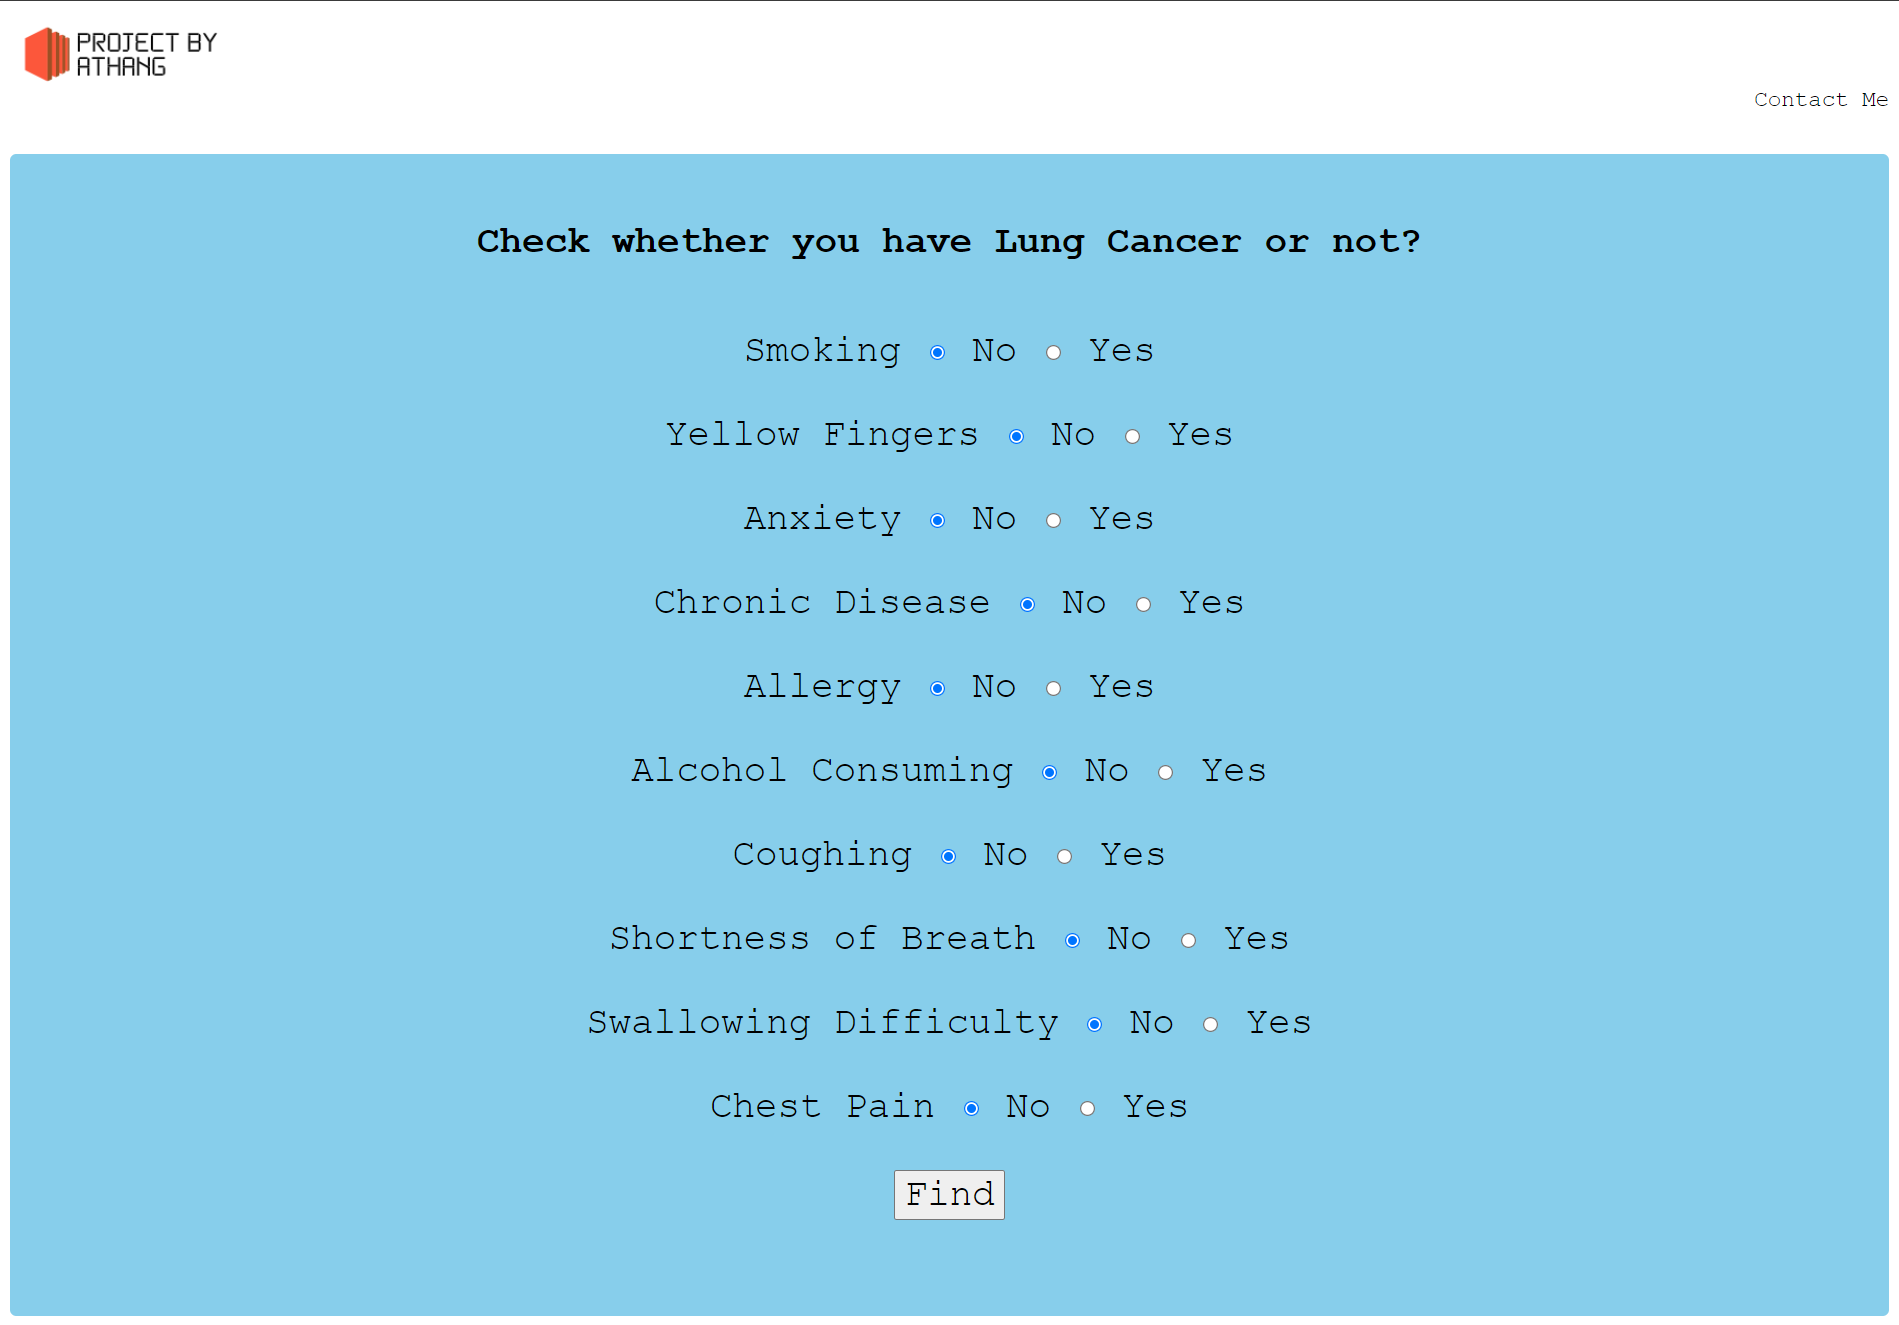 PROJECT BY
ATHANG
Contact Me
Check whether you have Lung Cancer or not?
Smoking No Yes
Yellow Fingers No Yes
Anxiety No Yes
Chronic Disease No Yes
Allergy No Yes
Alcohol Consuming No Yes
Coughing No Yes
Shortness of Breath No Yes
Swallowing Difficulty No Yes
Chest Pain No Yes
Find